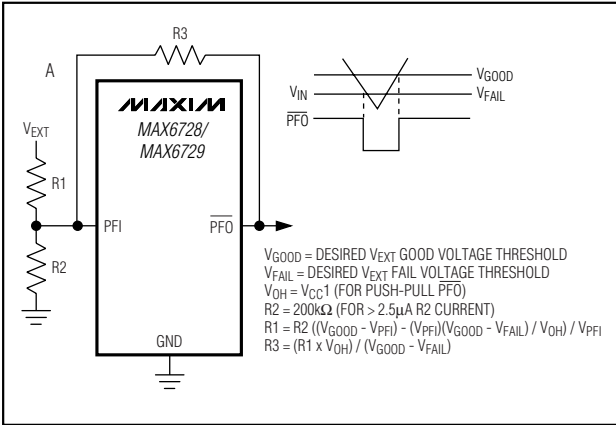 R3
A
VGOOD
VIN
VFAIL
PFO
MAXIM
MAX6728/
MAX6729
VEXT
R1
PFI
PFO
R2
GND
VGOOD = DESIRED VEXT GOOD VOLTAGE THRESHOLD
VFAIL = DESIRED VEXT FAIL VOLTAGE THRESHOLD
VOH = VCC1 (FOR PUSH-PULL PFO)
R2 = 200kΩ (FOR > 2.5µA R2 CURRENT)
R1 = R2 ((VGOOD - VPFI) - (VPFI)(VGOOD - VFAIL) / VOH) / VPFI
R3 = (R1 x VOH) / (VGOOD - VFAIL)